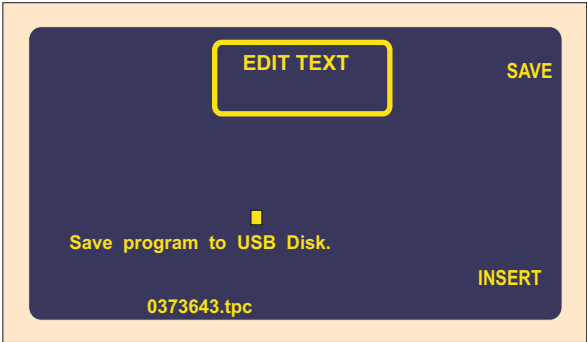 EDIT TEXT
SAVE
Save program to USB Disk.
INSERT
0373643.tpc